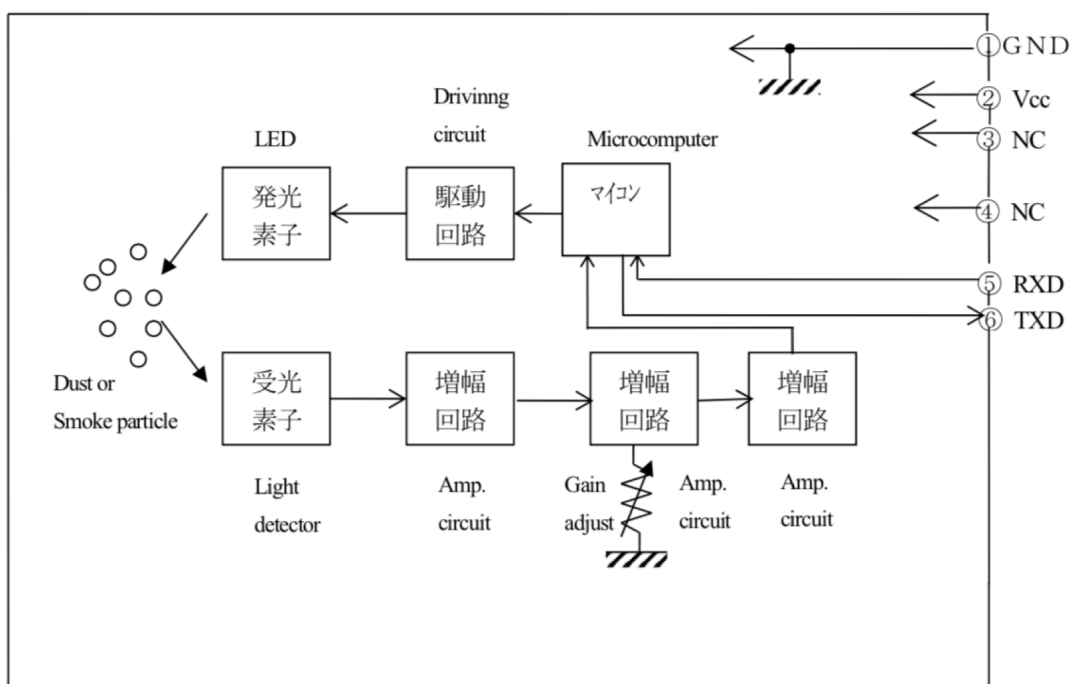 ①GND
②Vcc
③NC
④NC
⑤RXD
⑥TXD
LED
発光
素子
Drivinng
circuit
駆動
回路
Microcomputer
マイコン
Dust or
Smoke particle
受光
素子
Light
detector
増幅
回路
Amp.
circuit
増幅
回路
Gain
adjust
Amp.
circuit
増幅
回路
Amp.
circuit